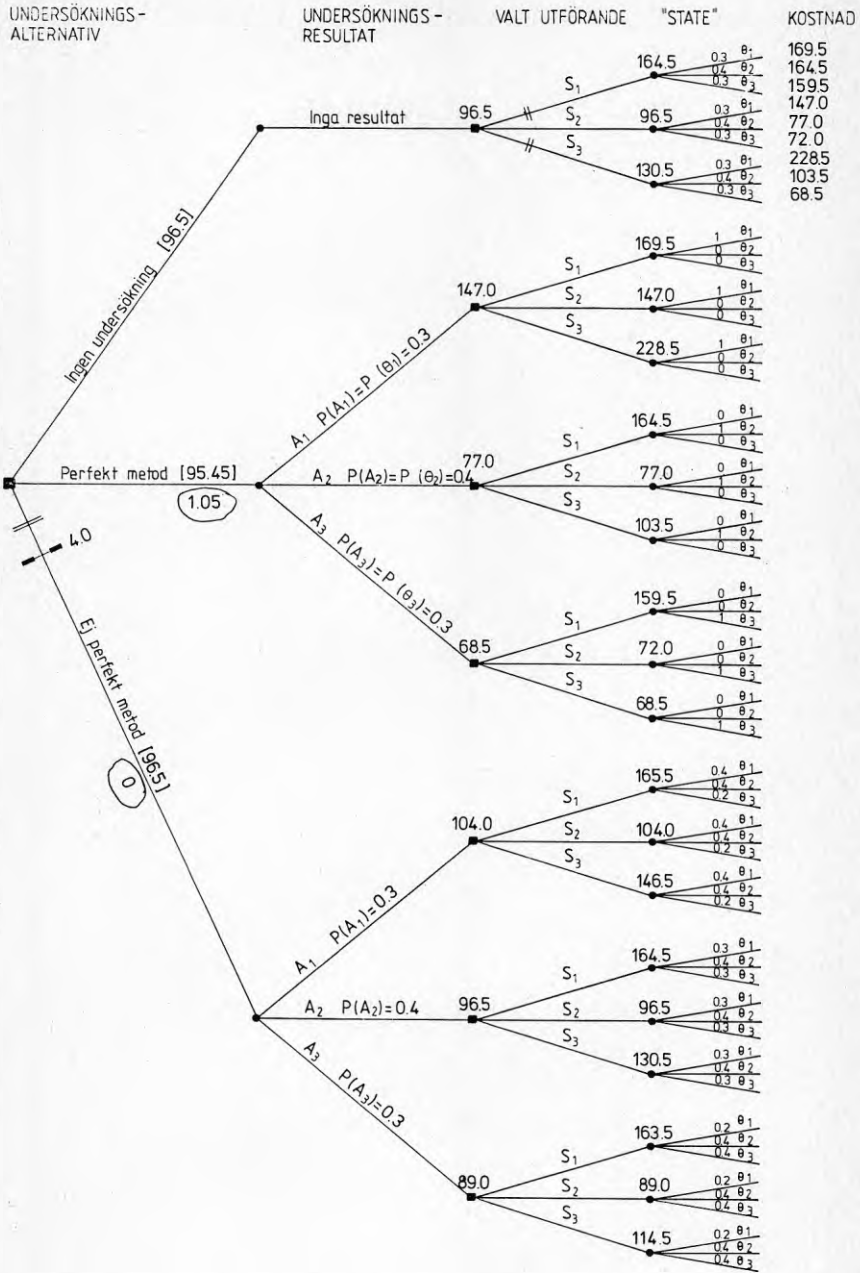 UNDERSÖKNINGS- UNDERSÖKNINGS- VALT UTFÖRANDE "STATE" KOSTNAD
ALTERNATIV RESULTAT
Ingen undersökning [96.5]
Inga resultat
96.5
S1 164.5 0.3 θ1 169.5
0.4 θ2 164.5
0.3 θ3 159.5
S2 96.5 0.3 θ1 147.0
0.4 θ2 77.0
0.3 θ3 72.0
S3 130.5 0.3 θ1 228.5
0.4 θ2 103.5
0.3 θ3 68.5
Perfekt metod [95.45]
1.05
A1 P(A1)=P (θ1)=0.3
147.0
S1 169.5 1 θ1
0 θ2
0 θ3
S2 147.0 1 θ1
0 θ2
0 θ3
S3 228.5 1 θ1
0 θ2
0 θ3
A2 P(A2)=P (θ2)=0.4
77.0
S1 164.5 0 θ1
1 θ2
0 θ3
S2 77.0 0 θ1
1 θ2
0 θ3
S3 103.5 0 θ1
1 θ2
0 θ3
A3 P(A3)=P (θ3)=0.3
68.5
S1 159.5 0 θ1
0 θ2
1 θ3
S2 72.0 0 θ1
0 θ2
1 θ3
S3 68.5 0 θ1
0 θ2
1 θ3
4.0
Ej perfekt metod [96.5]
0
A1 P(A1)=0.3
104.0
S1 165.5 0.4 θ1
0.4 θ2
0.2 θ3
S2 104.0 0.4 θ1
0.4 θ2
0.2 θ3
S3 146.5 0.4 θ1
0.4 θ2
0.2 θ3
A2 P(A2)=0.4
96.5
S1 164.5 0.3 θ1
0.4 θ2
0.3 θ3
S2 96.5 0.3 θ1
0.4 θ2
0.3 θ3
S3 130.5 0.3 θ1
0.4 θ2
0.3 θ3
A3 P(A3)=0.3
89.0
S1 163.5 0.2 θ1
0.4 θ2
0.4 θ3
S2 89.0 0.2 θ1
0.4 θ2
0.4 θ3
S3 114.5 0.2 θ1
0.4 θ2
0.4 θ3